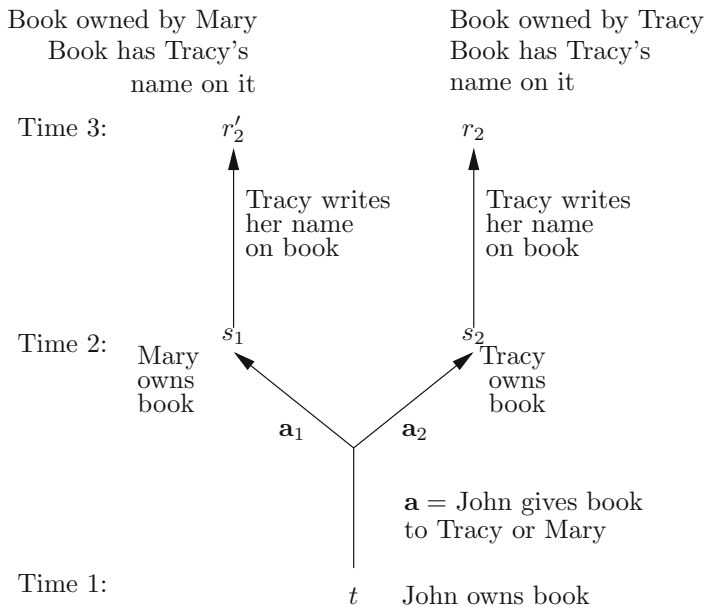 Book owned by Mary
Book has Tracy's
name on it
Book owned by Tracy
Book has Tracy's
name on it
Time 3:
r′₂
r₂
Tracy writes
her name
on book
Tracy writes
her name
on book
Time 2:
s₁
s₂
Mary
owns
book
Tracy
owns
book
a₁
a₂
a = John gives book
to Tracy or Mary
Time 1:
t
John owns book